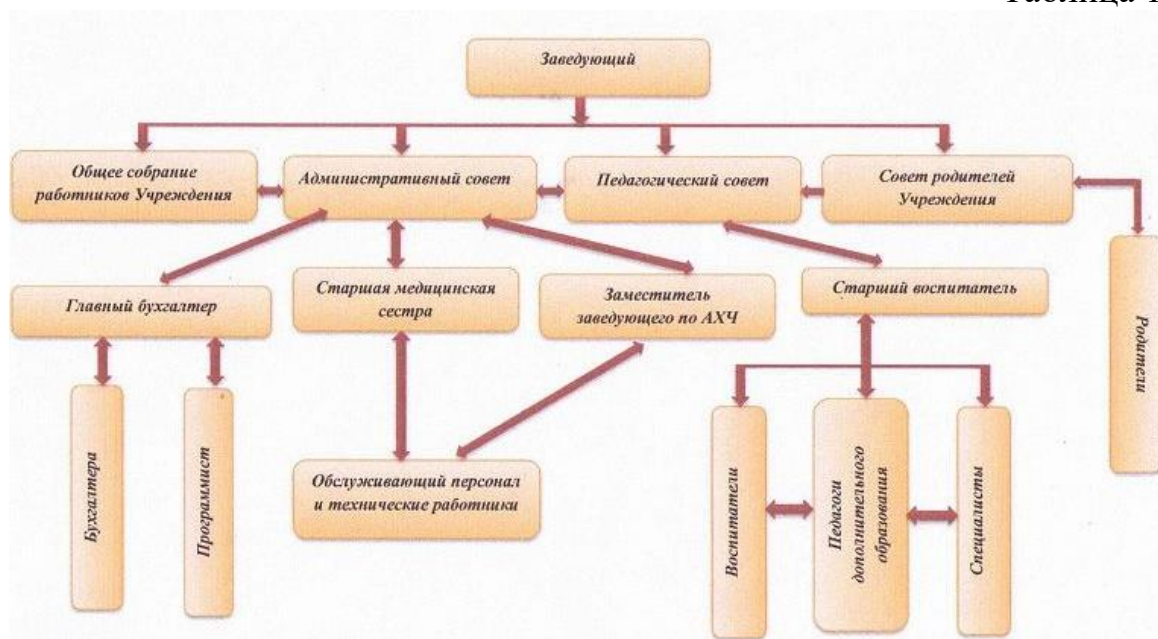 Таблица 1
Заведующий
Общее собрание
работников Учреждения
Административный совет
Педагогический совет
Совет родителей
Учреждения
Главный бухгалтер
Старшая медицинская
сестра
Заместитель
заведующего по АХЧ
Старший воспитатель
Родители
Бухгалтера
Программист
Обслуживающий персонал
и технические работники
Воспитатели
Педагоги
дополнительного
образования
Специалисты